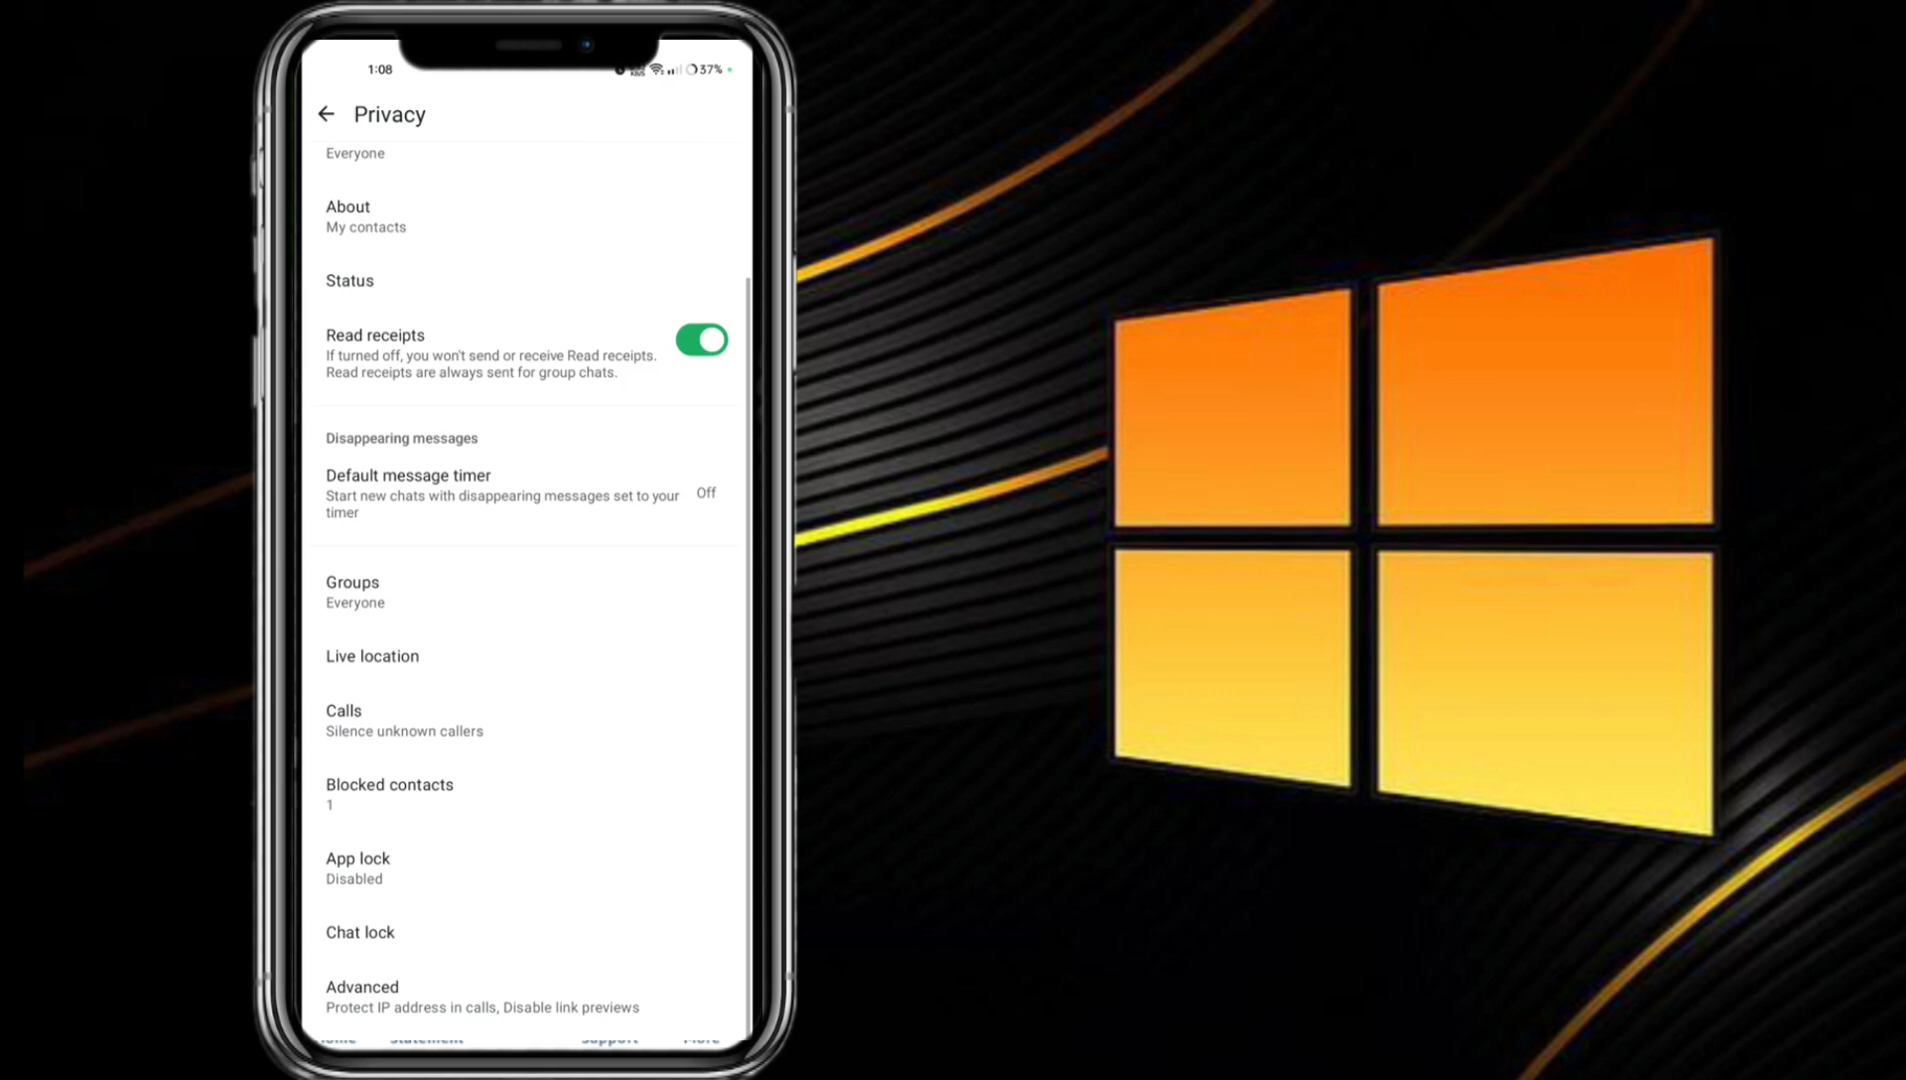 1:08
37%
Privacy
Everyone
About
My contacts
Status
Read receipts
If turned off, you won't send or receive Read receipts.
Read receipts are always sent for group chats.
Disappearing messages
Default message timer
Start new chats with disappearing messages set to your
timer
Off
Groups
Everyone
Live location
Calls
Silence unknown callers
Blocked contacts
1
App lock
Disabled
Chat lock
Advanced
Protect IP address in calls, Disable link previews
Statement Support More